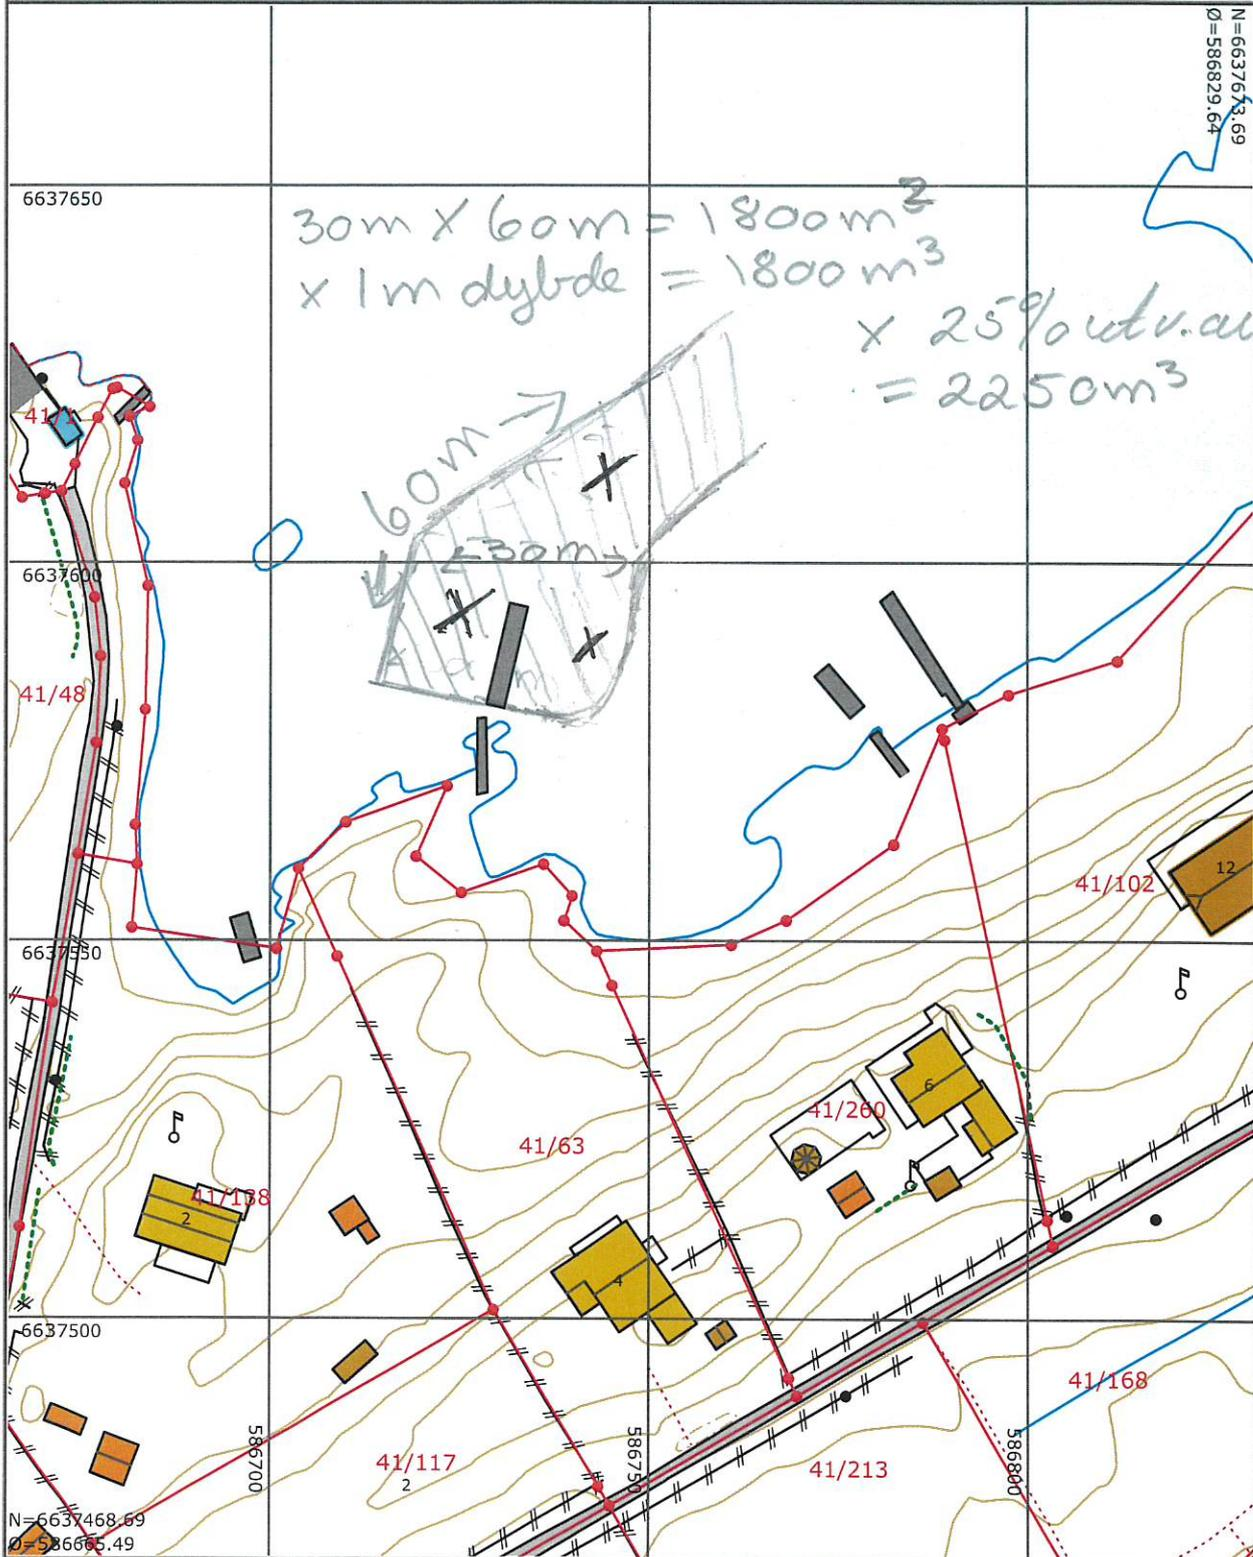 N=6637673.69
Ø=586829.64
6637650
30m X 60m = 1800m²
x 1m dybde = 1800m³
x 25% utv. av
= 2250m³
41/1
60m
<30m>
6637600
41/48
41/102
12
6637550
6
41/260
41/63
41/138
2
4
6637500
41/168
586700
586750
586800
41/117
2
41/213
N=6637468.69
Ø=586665.49